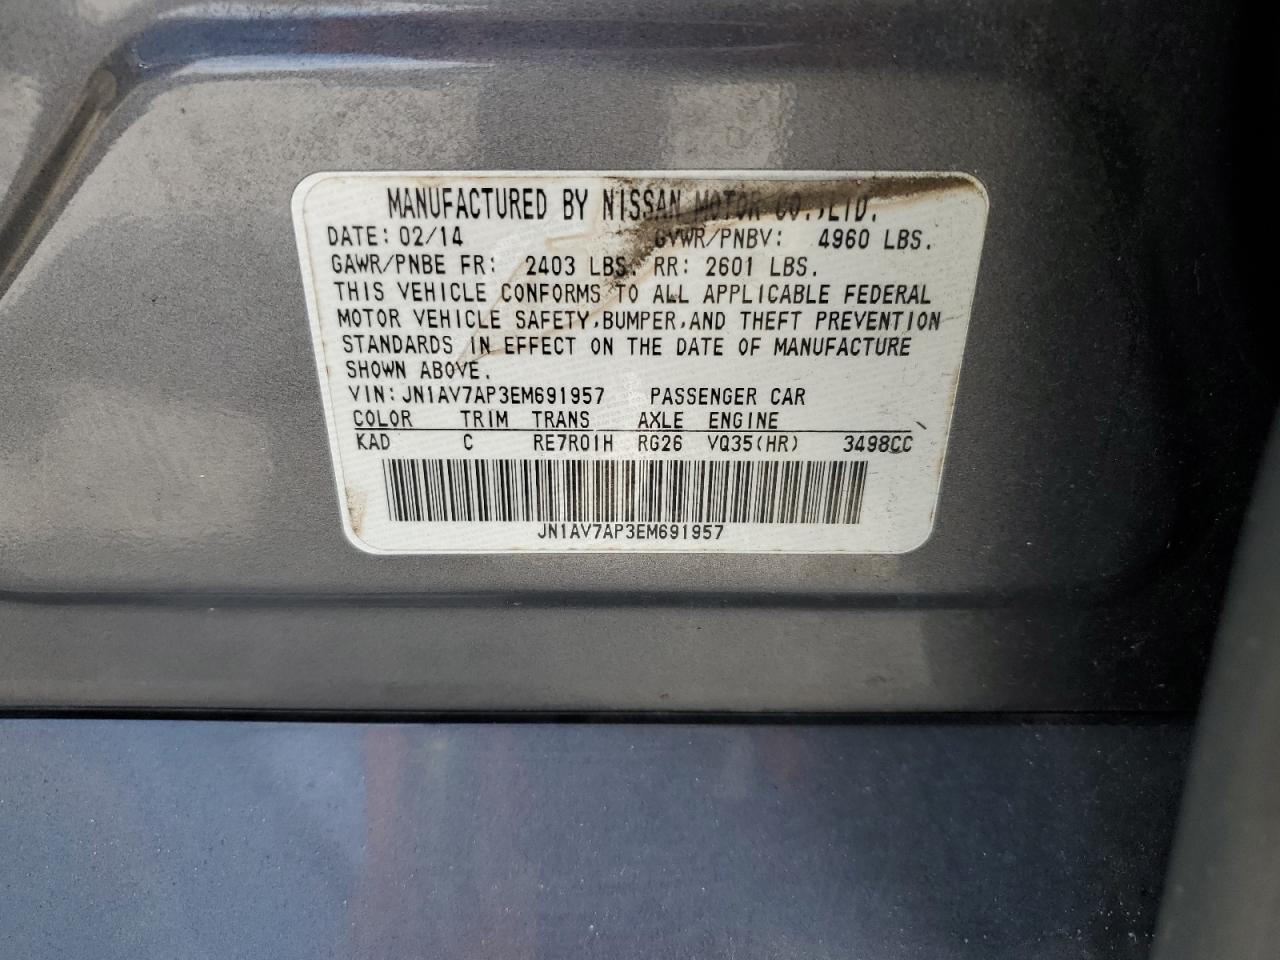 MANUFACTURED BY NISSAN MOTOR CO.,LTD.
DATE: 02/14 GVWR/PNBV: 4960 LBS.
GAWR/PNBE FR: 2403 LBS. RR: 2601 LBS.
THIS VEHICLE CONFORMS TO ALL APPLICABLE FEDERAL
MOTOR VEHICLE SAFETY,BUMPER,AND THEFT PREVENTION
STANDARDS IN EFFECT ON THE DATE OF MANUFACTURE
SHOWN ABOVE.
VIN: JN1AV7AP3EM691957 PASSENGER CAR
COLOR TRIM TRANS AXLE ENGINE
KAD C RE7R01H RG26 VQ35(HR) 3498CC
JN1AV7AP3EM691957